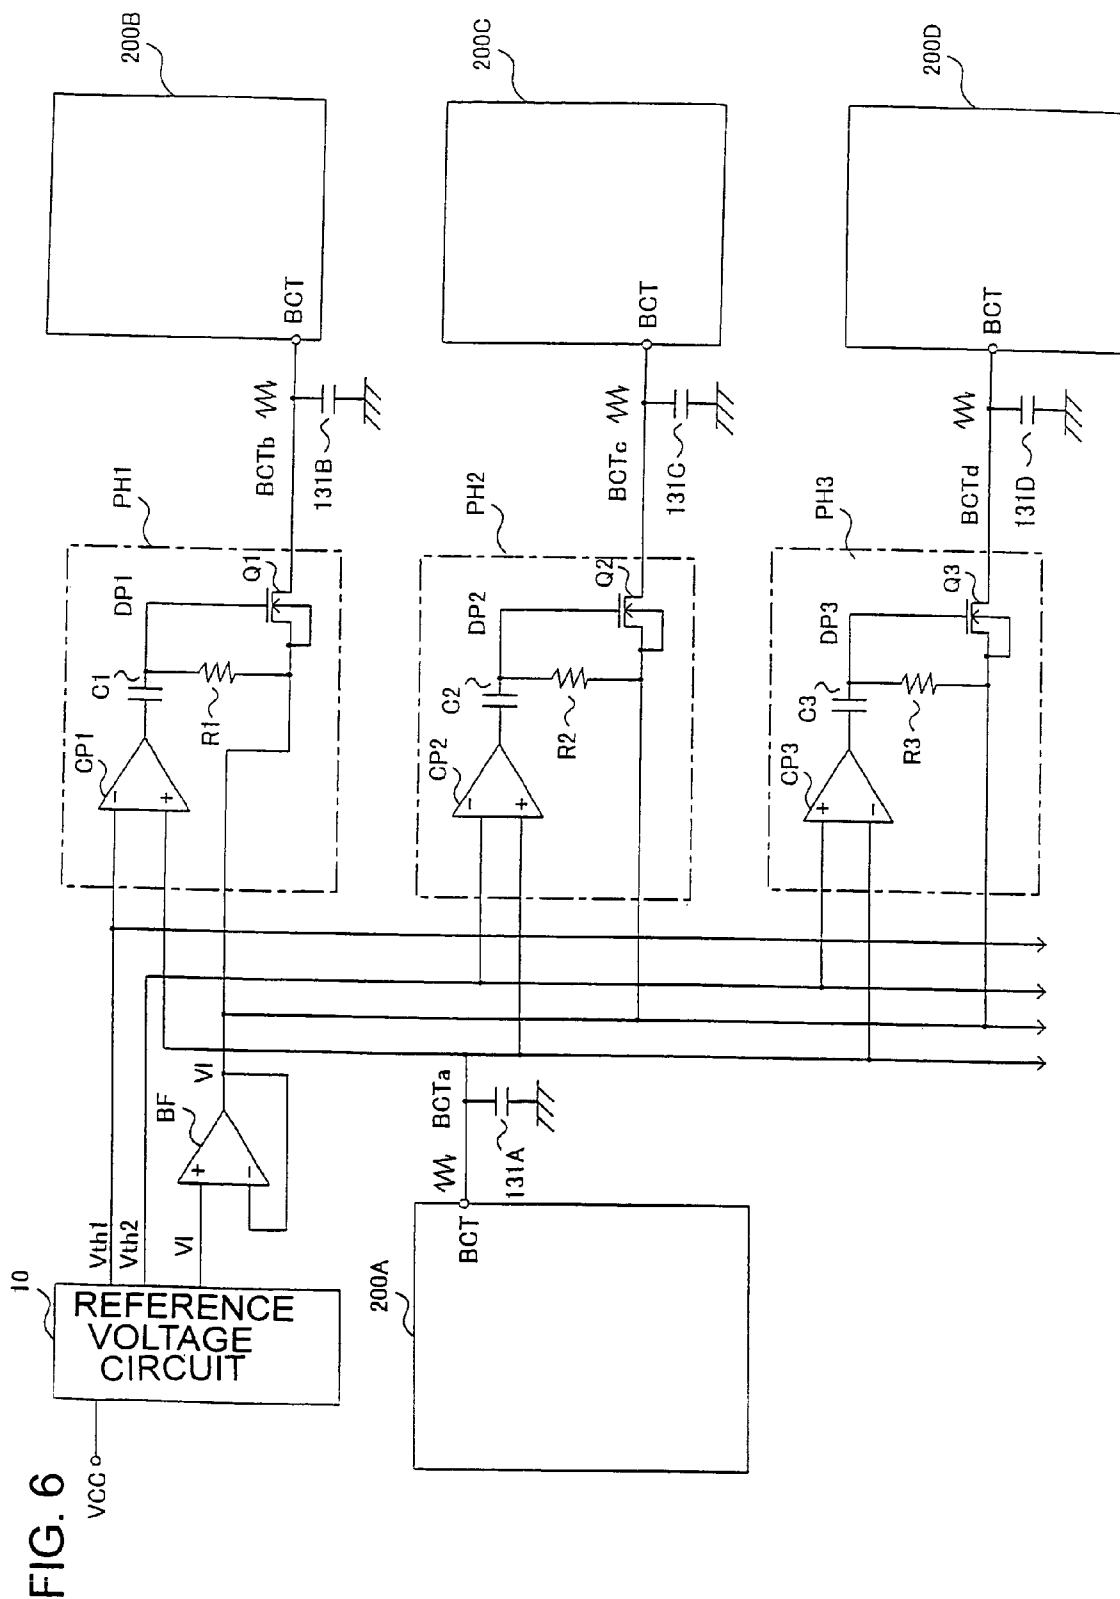 FIG. 6
VCC
10
REFERENCE
VOLTAGE
CIRCUIT
Vth1
Vth2
VI
BF
+
-
VI
200A
BCT
BCTa
131A
PH1
CP1
-
+
C1
R1
DP1
Q1
BCTb
131B
BCT
200B
PH2
CP2
-
+
C2
R2
DP2
Q2
BCTc
131C
BCT
200C
PH3
CP3
+
-
C3
R3
DP3
Q3
BCTd
131D
BCT
200D